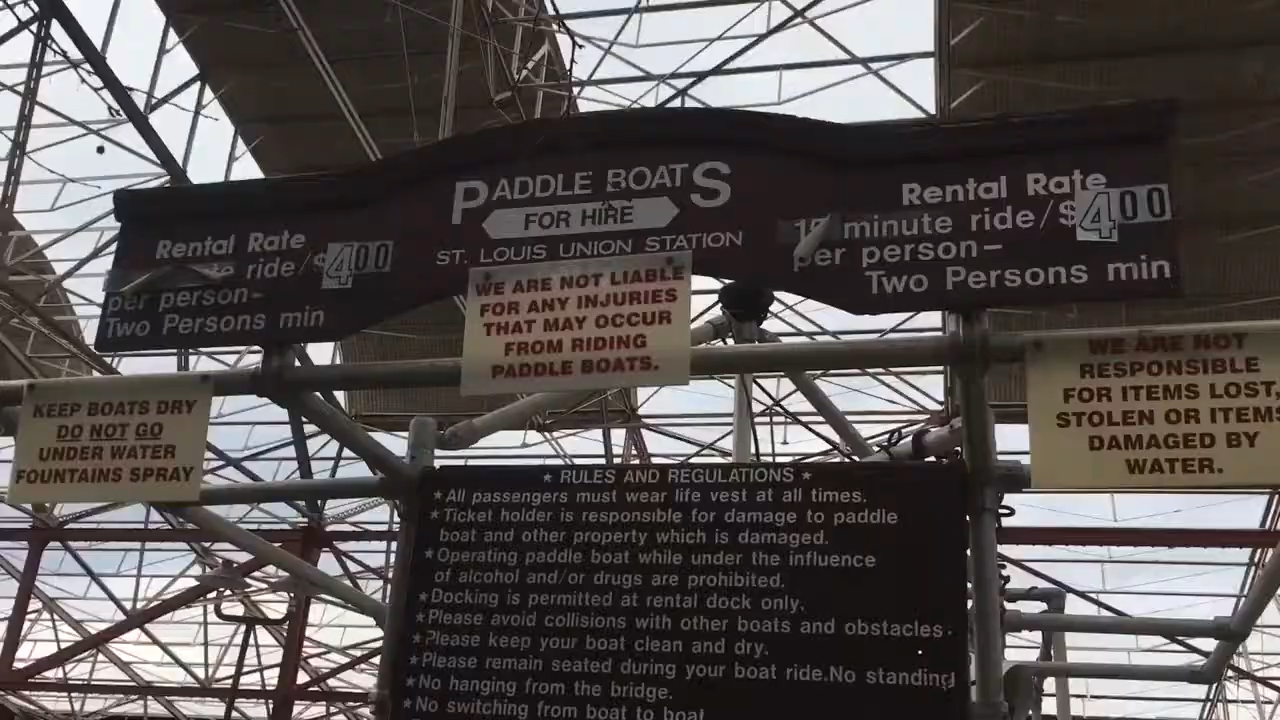 PADDLE BOATS
FOR HIRE
ST. LOUIS UNION STATION
Rental Rate
ride/$4.00
per person-
Two Persons min
Rental Rate
15 minute ride/$4.00
per person-
Two Persons min
WE ARE NOT LIABLE
FOR ANY INJURIES
THAT MAY OCCUR
FROM RIDING
PADDLE BOATS.
KEEP BOATS DRY
DO NOT GO
UNDER WATER
FOUNTAINS SPRAY
WE ARE NOT
RESPONSIBLE
FOR ITEMS LOST,
STOLEN OR ITEMS
DAMAGED BY
WATER.
★ RULES AND REGULATIONS ★
★All passengers must wear life vest at all times.
★Ticket holder is responsible for damage to paddle
boat and other property which is damaged.
★Operating paddle boat while under the influence
of alcohol and/or drugs are prohibited.
★Docking is permitted at rental dock only.
★Please avoid collisions with other boats and obstacles.
★Please keep your boat clean and dry.
★Please remain seated during your boat ride.No standing
★No hanging from the bridge.
★No switching from boat to boat